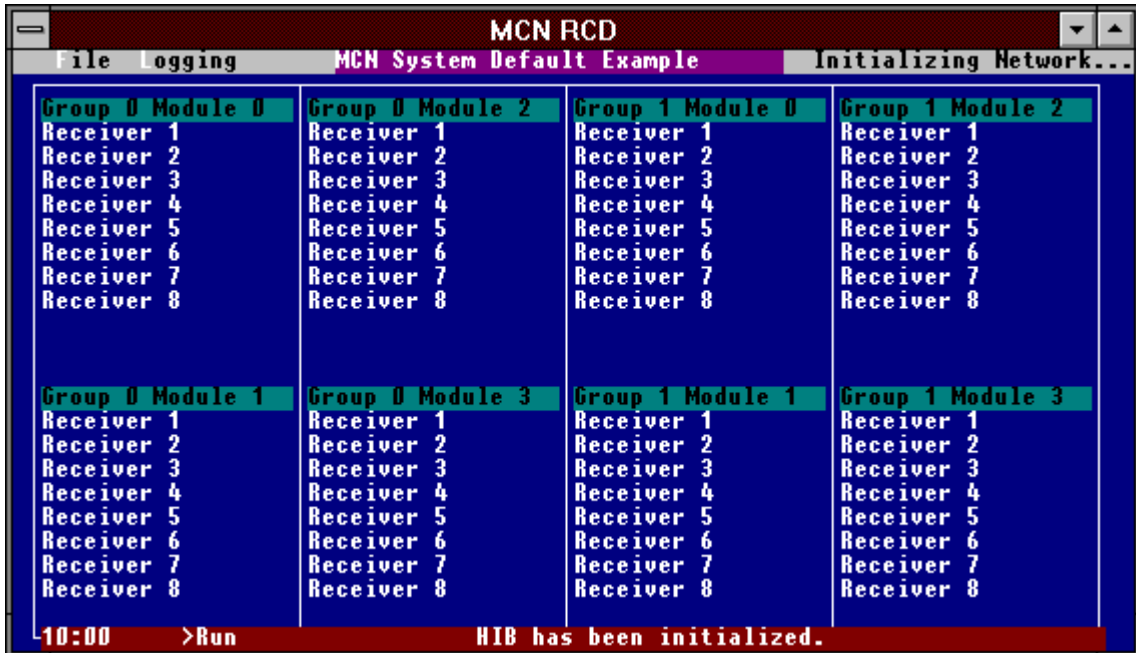 MCN RCD
File Logging MCN System Default Example Initializing Network...
Group 0 Module 0 Group 0 Module 2 Group 1 Module 0 Group 1 Module 2
Receiver 1 Receiver 1 Receiver 1 Receiver 1
Receiver 2 Receiver 2 Receiver 2 Receiver 2
Receiver 3 Receiver 3 Receiver 3 Receiver 3
Receiver 4 Receiver 4 Receiver 4 Receiver 4
Receiver 5 Receiver 5 Receiver 5 Receiver 5
Receiver 6 Receiver 6 Receiver 6 Receiver 6
Receiver 7 Receiver 7 Receiver 7 Receiver 7
Receiver 8 Receiver 8 Receiver 8 Receiver 8
Group 0 Module 1 Group 0 Module 3 Group 1 Module 1 Group 1 Module 3
Receiver 1 Receiver 1 Receiver 1 Receiver 1
Receiver 2 Receiver 2 Receiver 2 Receiver 2
Receiver 3 Receiver 3 Receiver 3 Receiver 3
Receiver 4 Receiver 4 Receiver 4 Receiver 4
Receiver 5 Receiver 5 Receiver 5 Receiver 5
Receiver 6 Receiver 6 Receiver 6 Receiver 6
Receiver 7 Receiver 7 Receiver 7 Receiver 7
Receiver 8 Receiver 8 Receiver 8 Receiver 8
10:00 >Run HIB has been initialized.